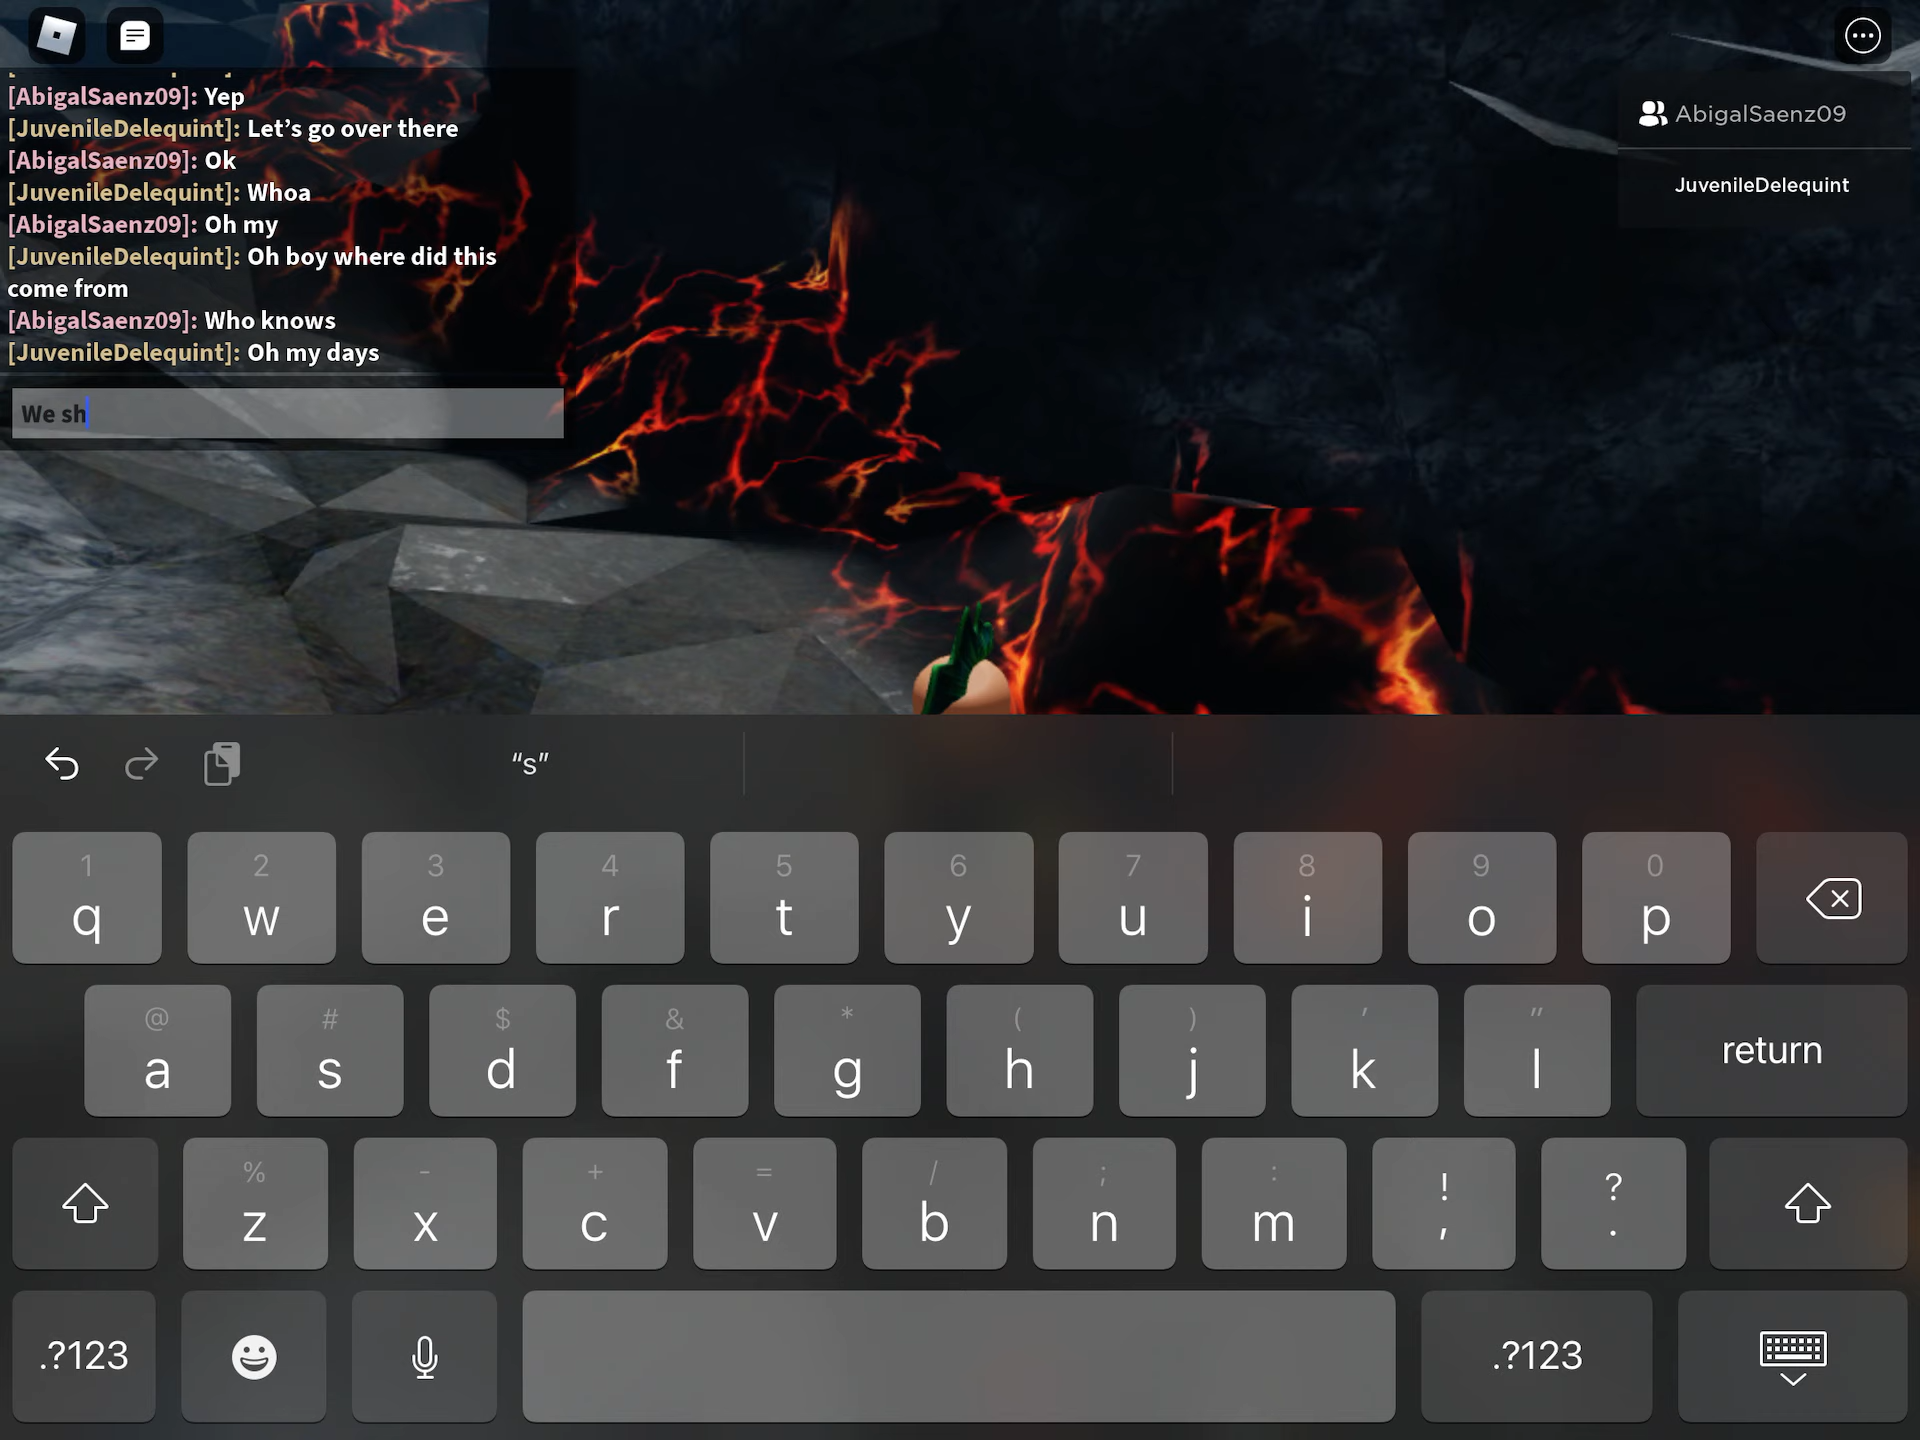 [AbigalSaenz09]: Yep
[JuvenileDelequint]: Let’s go over there
[AbigalSaenz09]: Ok
[JuvenileDelequint]: Whoa
[AbigalSaenz09]: Oh my
[JuvenileDelequint]: Oh boy where did this
come from
[AbigalSaenz09]: Who knows
[JuvenileDelequint]: Oh my days
We sh
AbigalSaenz09
JuvenileDelequint
“s”
1 2 3 4 5 6 7 8 9 0
q w e r t y u i o p
@ # $ & * ( ) ' "
a s d f g h j k l return
% - + = / ; : ! ?
z x c v b n m , .
.?123 .?123